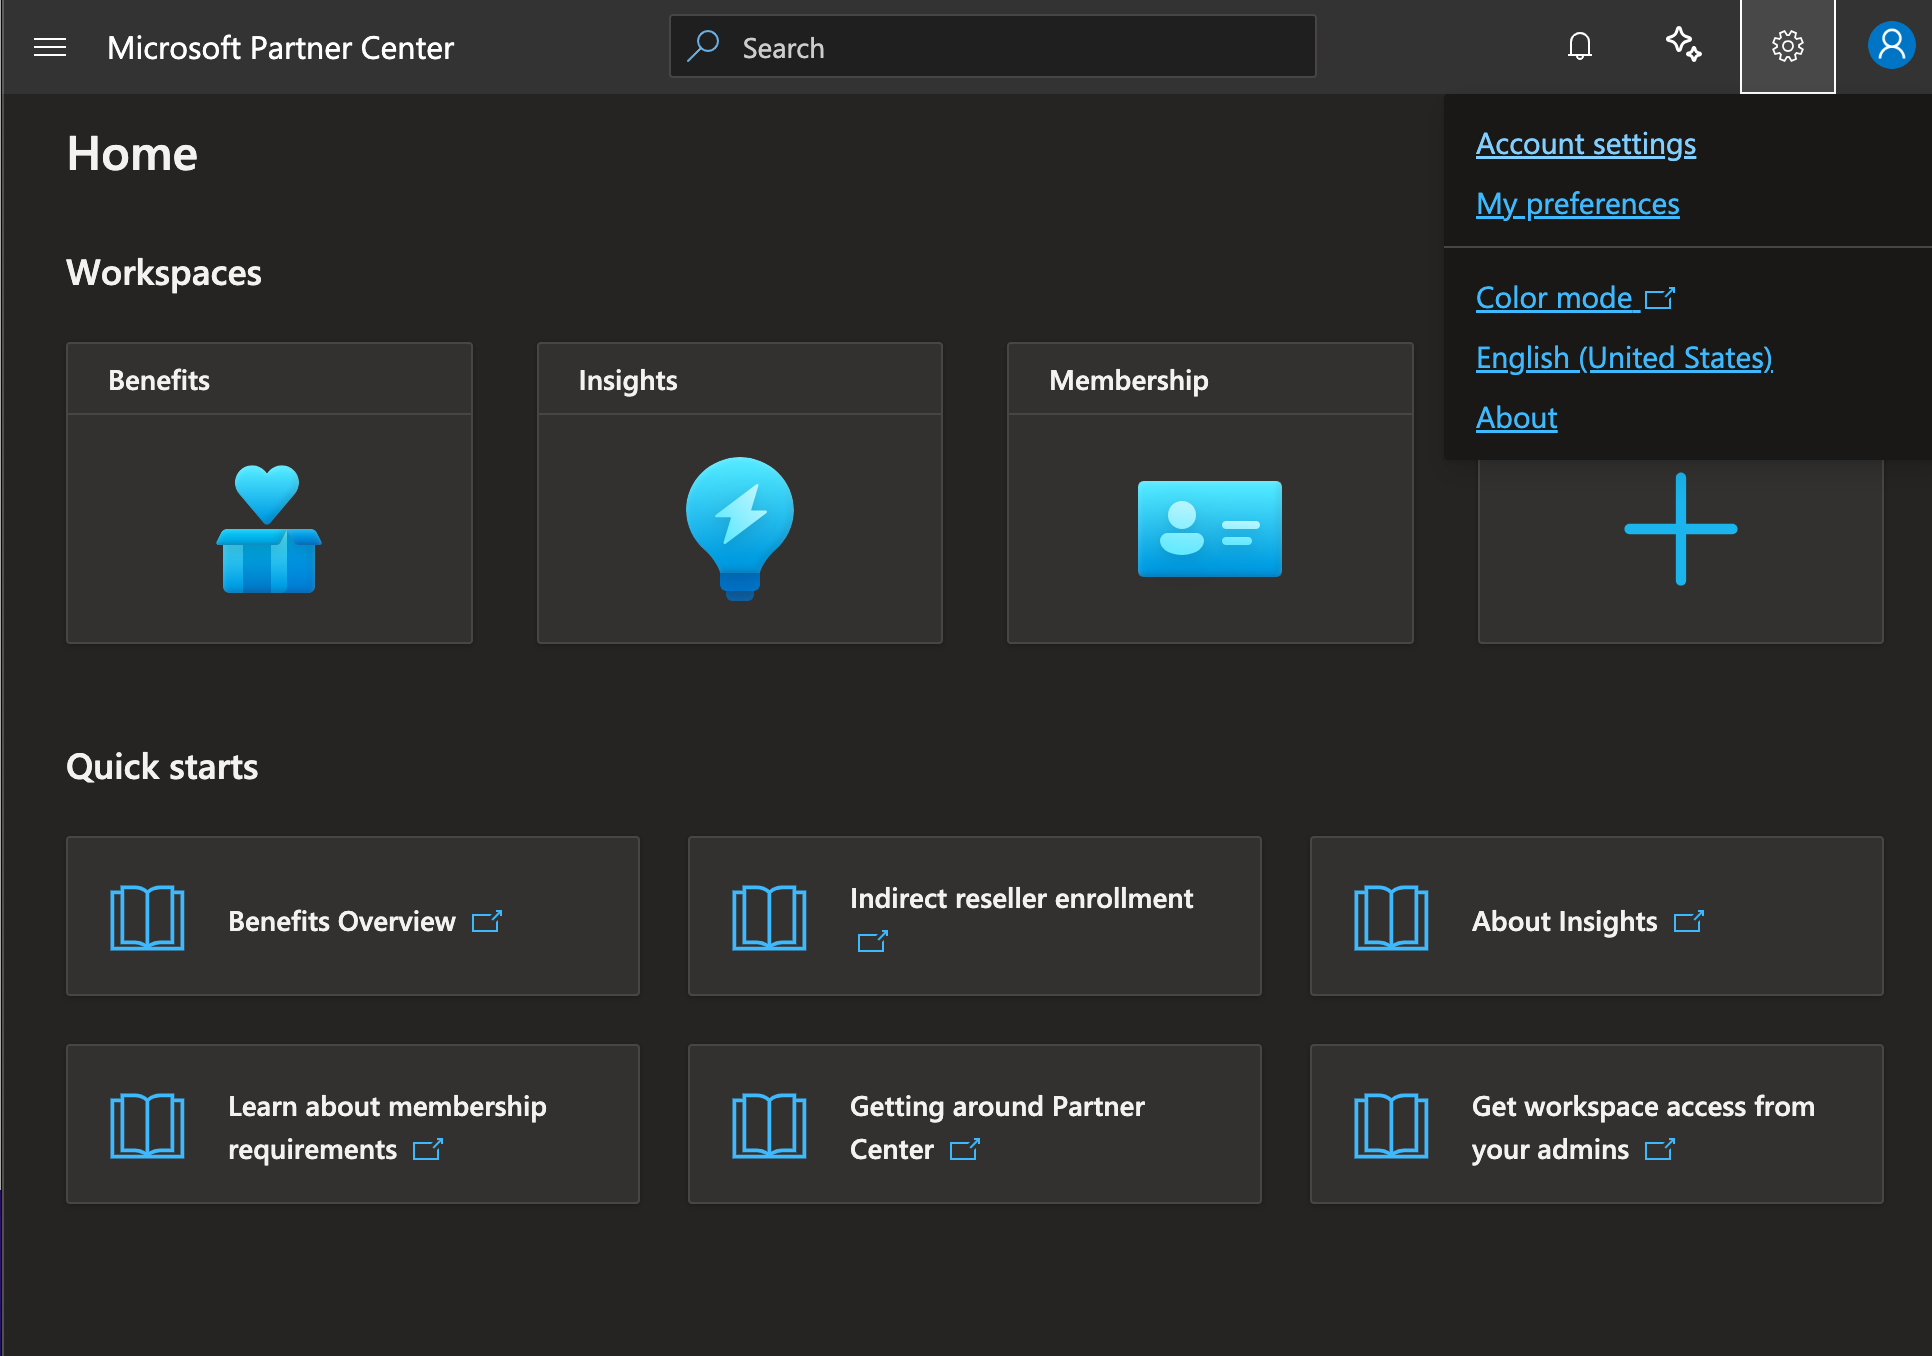 Microsoft Partner Center
Search
Home
Account settings
My preferences
Color mode
English (United States)
About
Workspaces
Benefits
Insights
Membership
Quick starts
Benefits Overview
Indirect reseller enrollment
About Insights
Learn about membership
requirements
Getting around Partner
Center
Get workspace access from
your admins